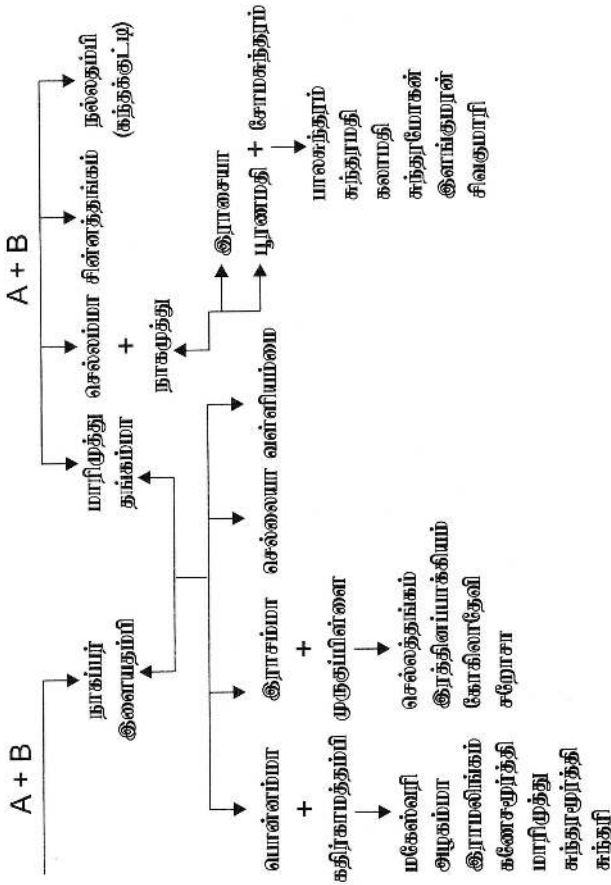 A + B
A + B
நாகப்பர்
இளையதம்பி
மாரிமுத்து
தங்கம்மா
செல்லம்மா
சின்னத்தங்கம்
நல்லதம்பி
(கந்தக்குட்டி)
+
நாகமுத்து
இராசையா
பூரணமதி + சோமசுந்தரம்
பாலசுந்தரம்
சுந்தரமதி
கலாமதி
சுந்தரமோகன்
இளங்குமரன்
சிவகுமாரி
பொன்னம்மா
இராசம்மா
செல்லையா
வள்ளியம்மை
+
+
கதிர்காமத்தம்பி
முருகுப்பிள்ளை
மகேஸ்வரி
அழகம்மா
இராமலிங்கம்
கணேசமூர்த்தி
மாரிமுத்து
சுந்தரமூர்த்தி
சுந்தரி
செல்லத்தங்கம்
இரத்தினப்பாக்கியம்
கோகிலாதேவி
சறோசா